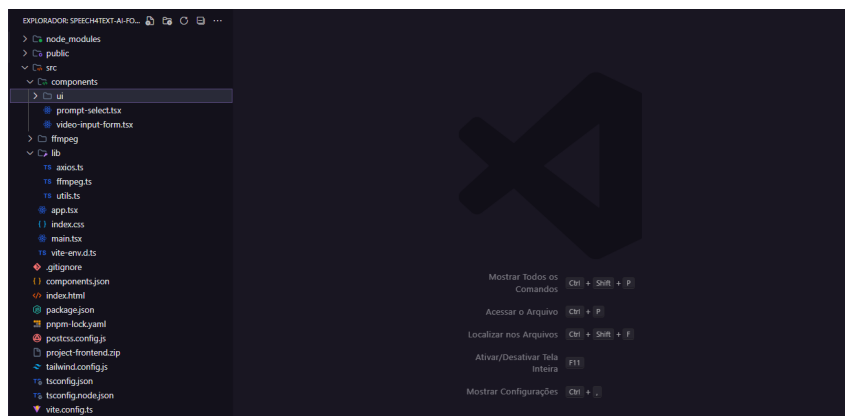 EXPLORADOR: SPEECH4TEXT-AI-FO...
node_modules
public
src
components
ui
prompt-select.tsx
video-input-form.tsx
ffmpeg
lib
TS axios.ts
TS ffmpeg.ts
TS utils.ts
app.tsx
index.css
main.tsx
TS vite-env.d.ts
.gitignore
components.json
index.html
package.json
pnpm-lock.yaml
postcss.config.js
project-frontend.zip
tailwind.config.js
tsconfig.json
tsconfig.node.json
vite.config.ts
Mostrar Todos os
Comandos Ctrl + Shift + P
Acessar o Arquivo Ctrl + P
Localizar nos Arquivos Ctrl + Shift + F
Ativar/Desativar Tela
Inteira F11
Mostrar Configurações Ctrl + ,